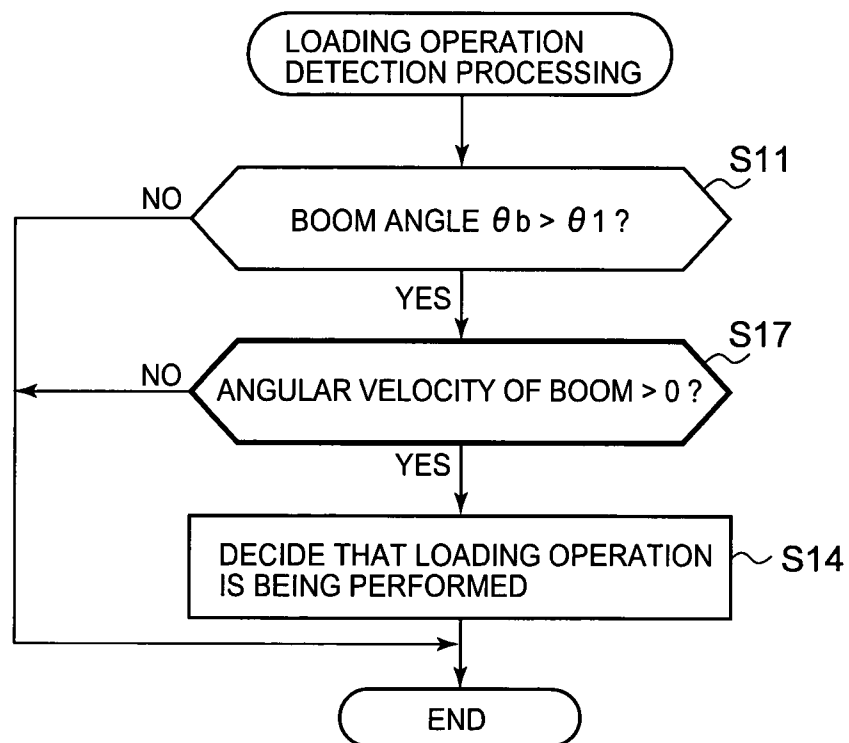 LOADING OPERATION
DETECTION PROCESSING
S11
NO
BOOM ANGLE θb > θ1 ?
YES
S17
NO
ANGULAR VELOCITY OF BOOM > 0 ?
YES
DECIDE THAT LOADING OPERATION
IS BEING PERFORMED
S14
END